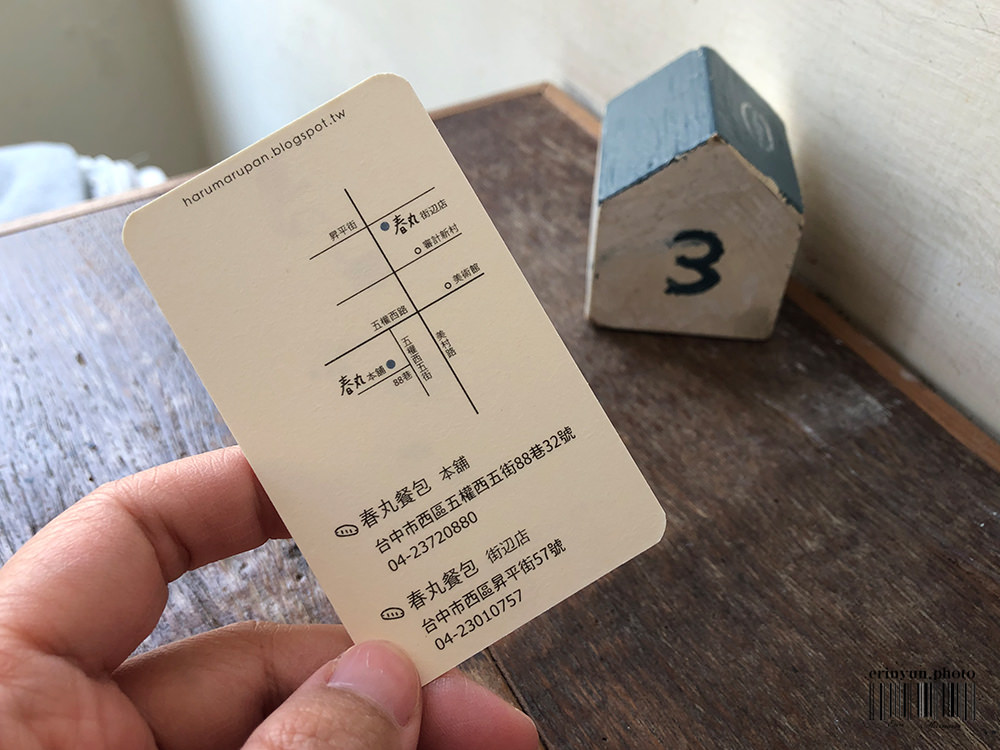 harumarupan.blogspot.tw
昇平街
春丸 街辺店
審計新村
美術館
五權西路
五權西五街
美村路
春丸 本舖
88巷
春丸餐包 本舖
台中市西區五權西五街88巷32號
04-23720880
春丸餐包 街辺店
台中市西區昇平街57號
04-23010757
3
erinyun.photo